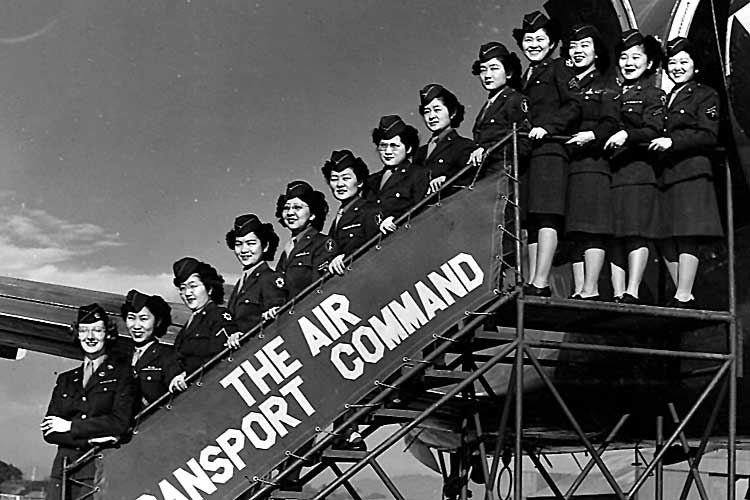 THE AIR
RANSPORT COMMAND